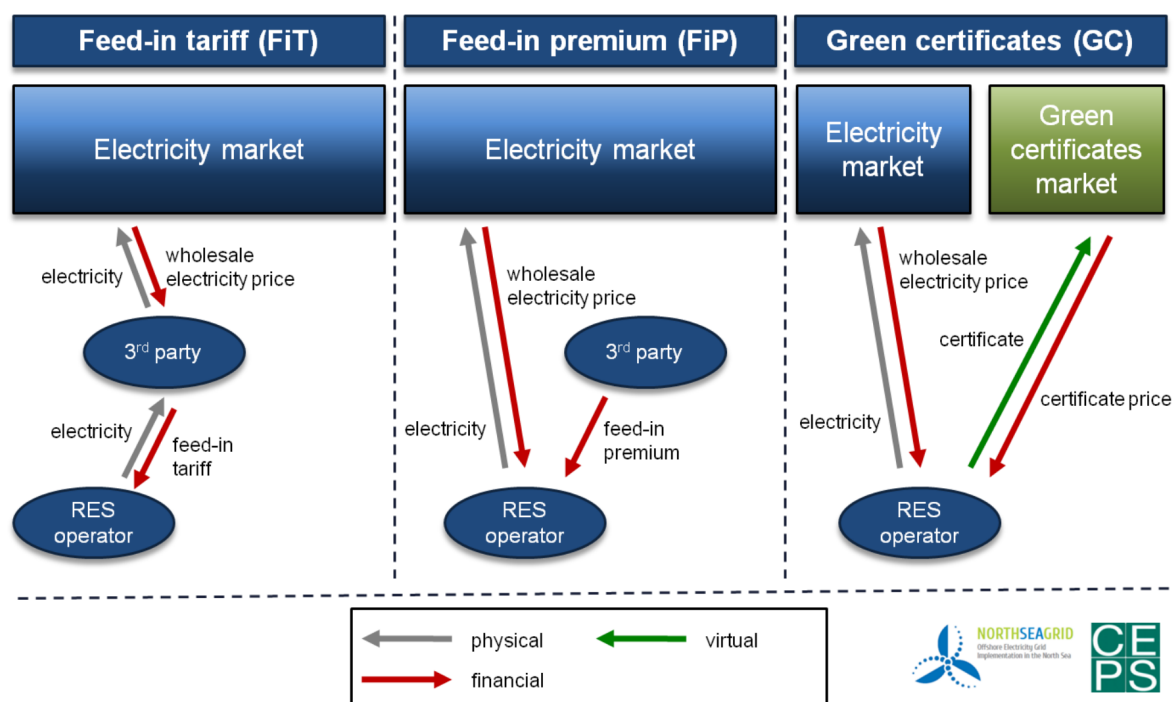 Feed-in tariff (FiT)
Feed-in premium (FiP)
Green certificates (GC)
Electricity market
Electricity market
Electricity
market
Green
certificates
market
electricity
wholesale
electricity price
3rd party
electricity
feed-in
tariff
RES
operator
wholesale
electricity price
3rd party
electricity
feed-in
premium
RES
operator
wholesale
electricity price
certificate
certificate price
electricity
RES
operator
physical
virtual
financial
NORTHSEAGRID
Offshore Electricity Grid
Implementation in the North Sea
CE
PS